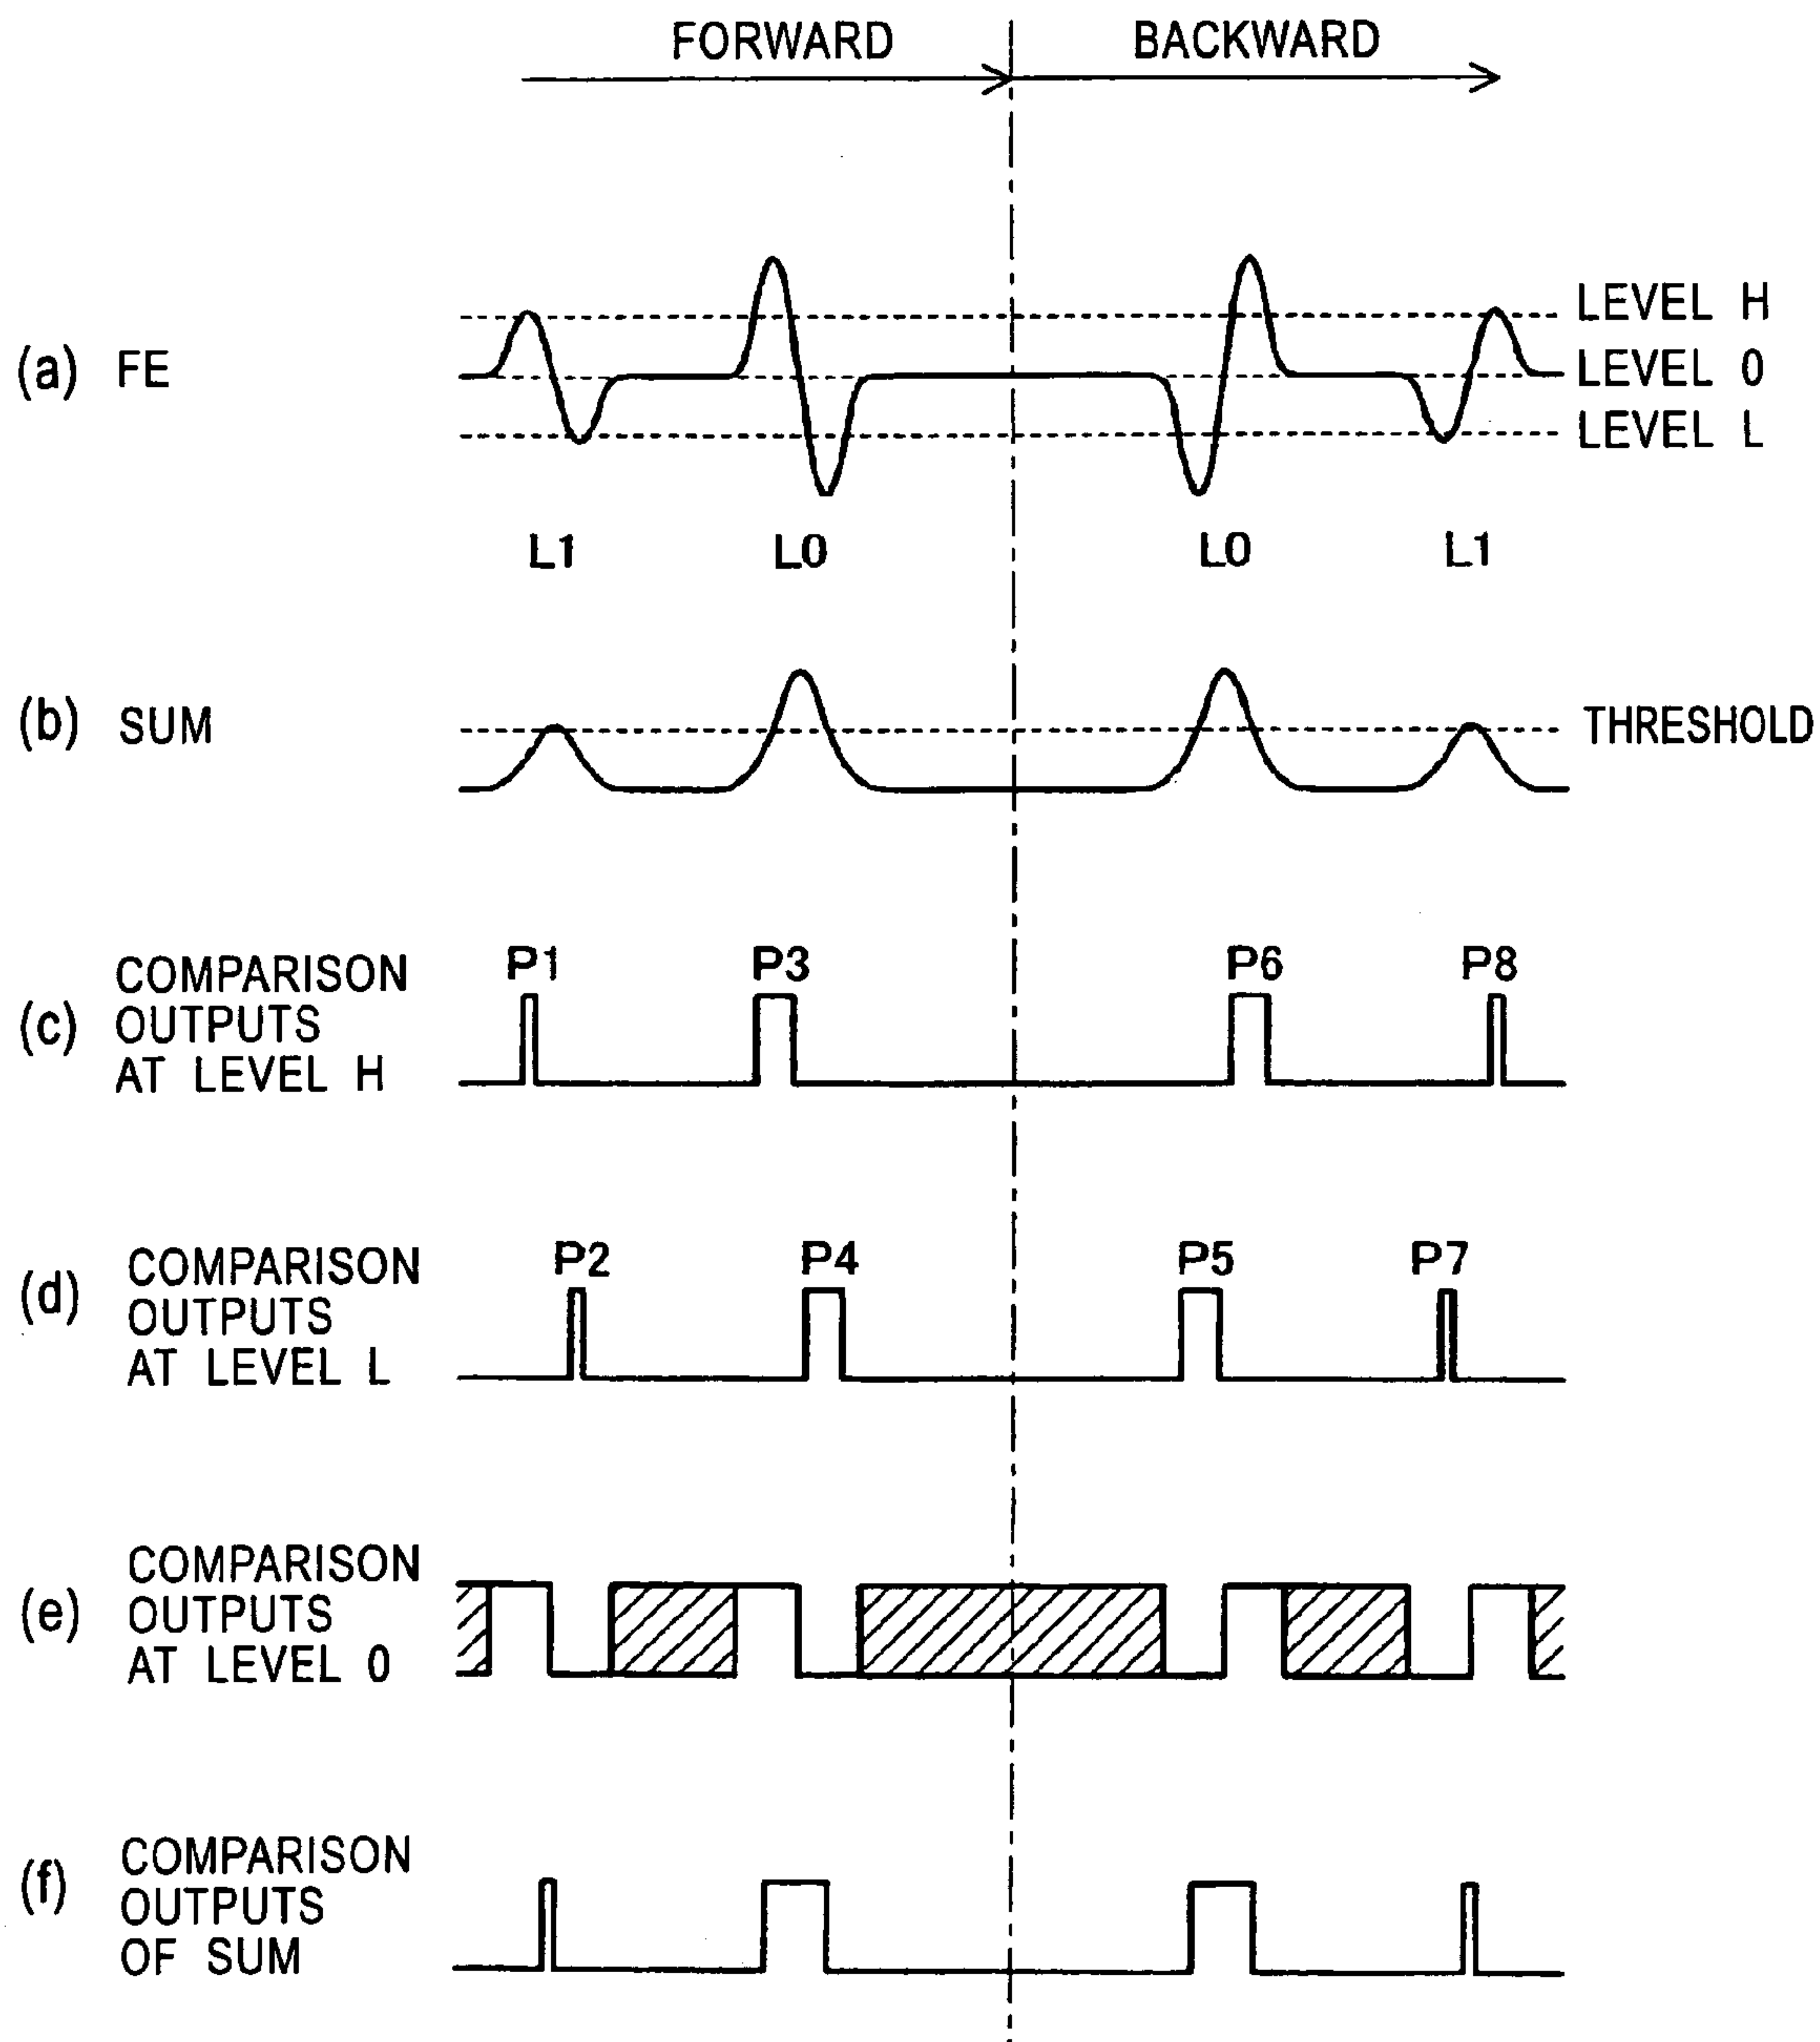 FORWARD BACKWARD
LEVEL H
(a) FE LEVEL 0
LEVEL L
L1 L0 L0 L1
(b) SUM THRESHOLD
P1 P3 P6 P8
COMPARISON
(c) OUTPUTS
AT LEVEL H
P2 P4 P5 P7
COMPARISON
(d) OUTPUTS
AT LEVEL L
COMPARISON
(e) OUTPUTS
AT LEVEL 0
COMPARISON
(f) OUTPUTS
OF SUM